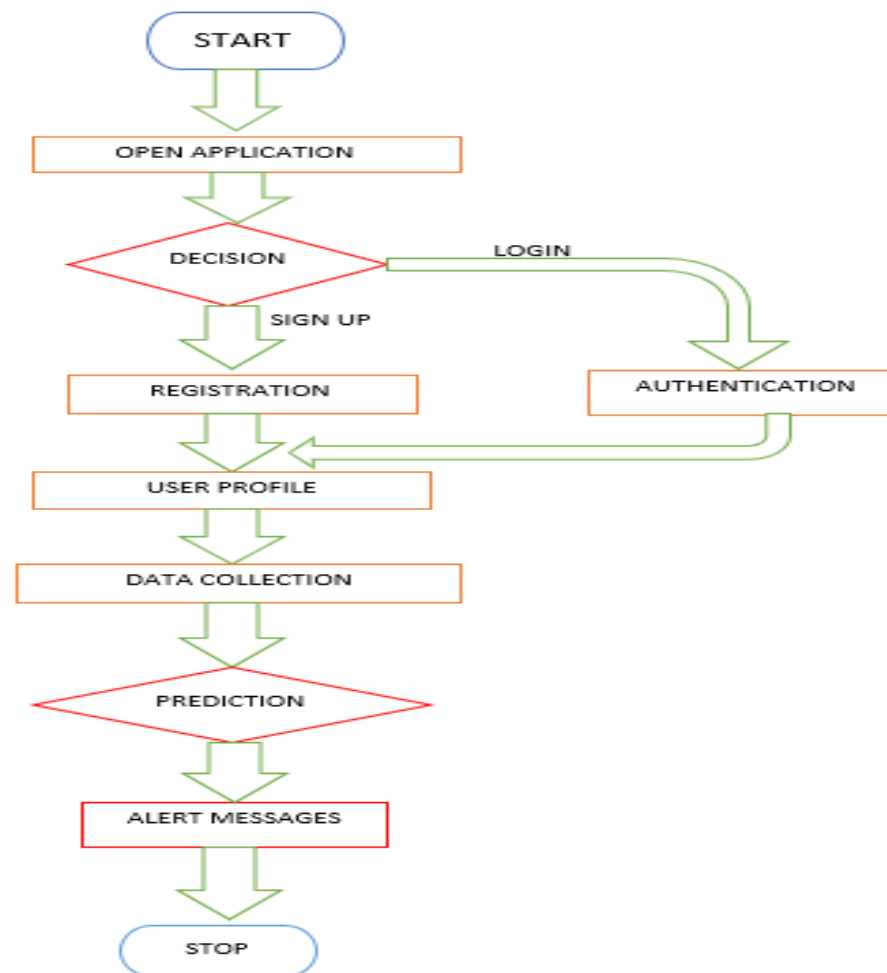 START
OPEN APPLICATION
DECISION
LOGIN
SIGN UP
REGISTRATION
AUTHENTICATION
USER PROFILE
DATA COLLECTION
PREDICTION
ALERT MESSAGES
STOP